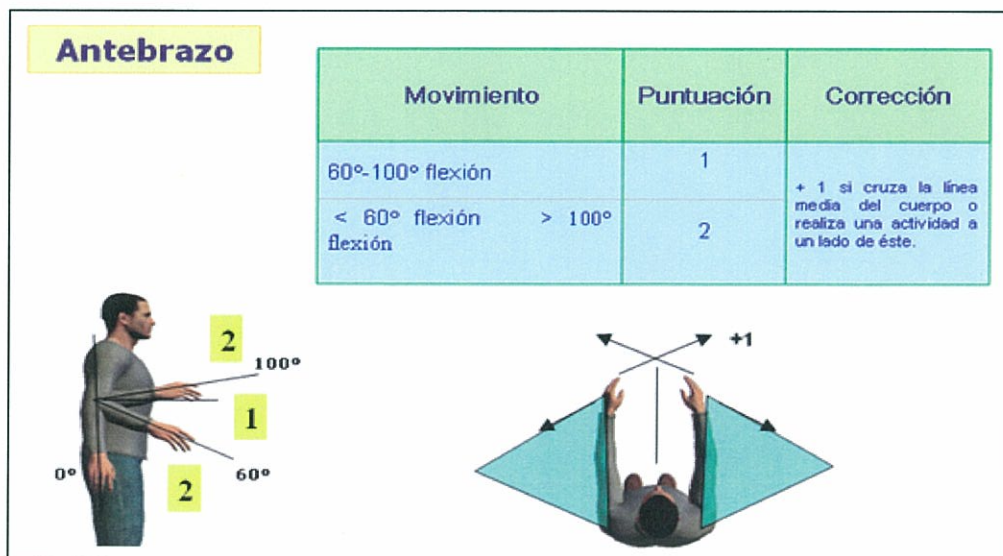 Antebrazo
Movimiento
Puntuación
Corrección
60º-100º flexión
1
+ 1 si cruza la línea
media del cuerpo o
realiza una actividad a
un lado de éste.
< 60º flexión > 100º
flexión
2
2
100º
1
0º
60º
2
+1